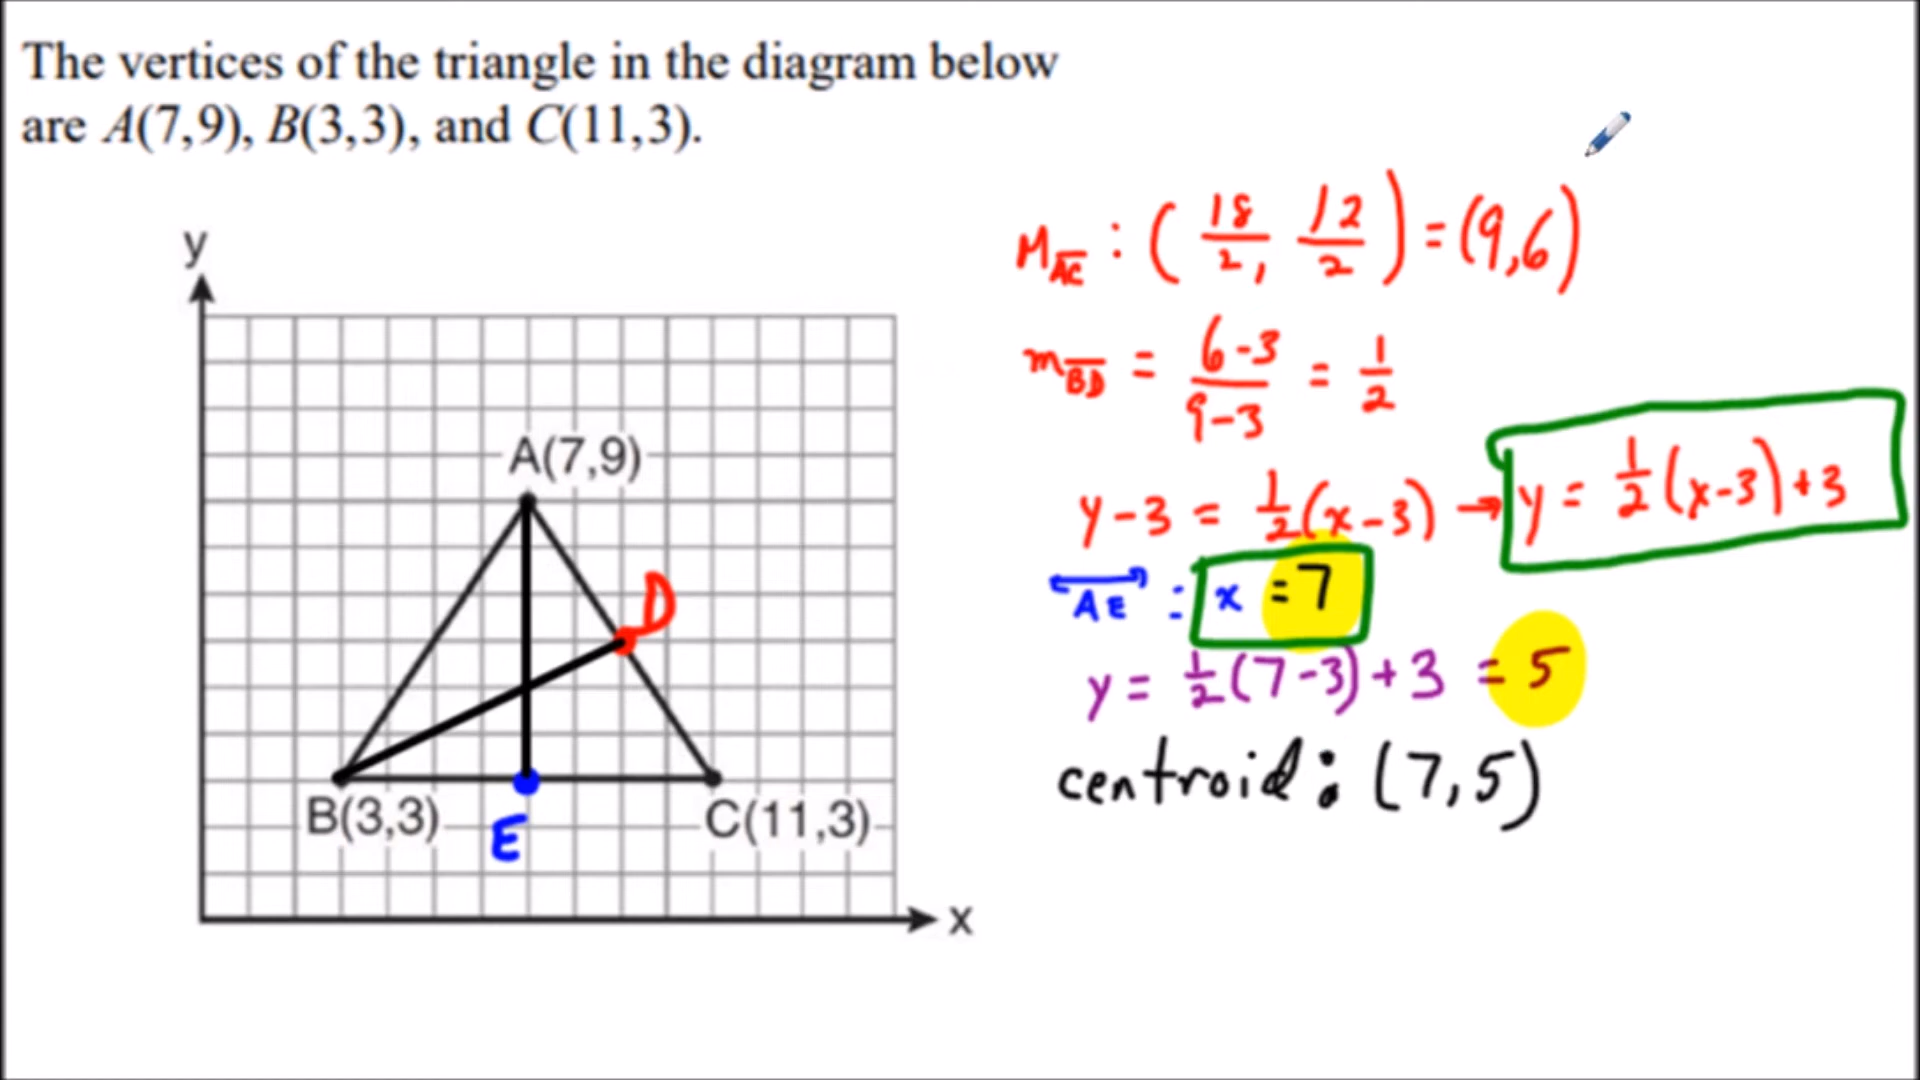 The vertices of the triangle in the diagram below
are A(7,9), B(3,3), and C(11,3).
y
A(7,9)
D
B(3,3)
E
C(11,3)
x
M_AC : (18/2, 12/2) = (9,6)
m_BD = (6-3)/(9-3) = 1/2
y-3 = 1/2(x-3) → y = 1/2(x-3)+3
AE : x = 7
y = 1/2(7-3)+3 = 5
centroid: (7,5)